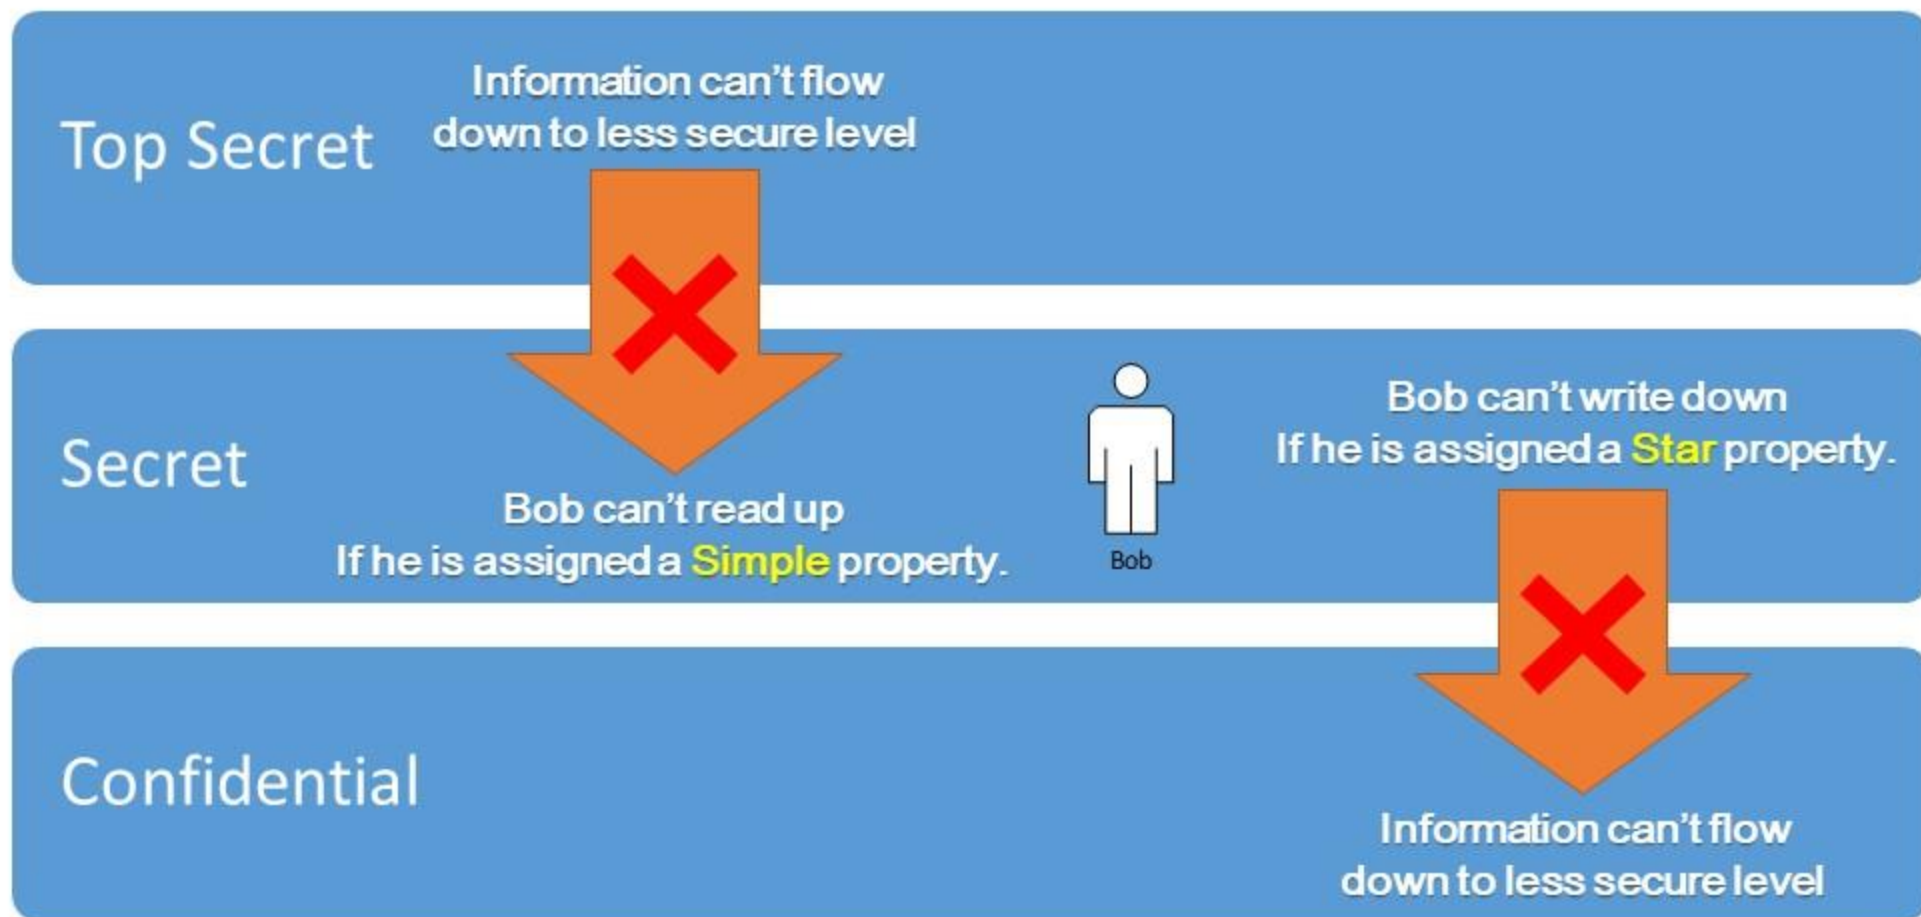 Top Secret
Information can't flow
down to less secure level
Secret
Bob can't read up
If he is assigned a Simple property.
Bob
Bob can't write down
If he is assigned a Star property.
Confidential
Information can't flow
down to less secure level